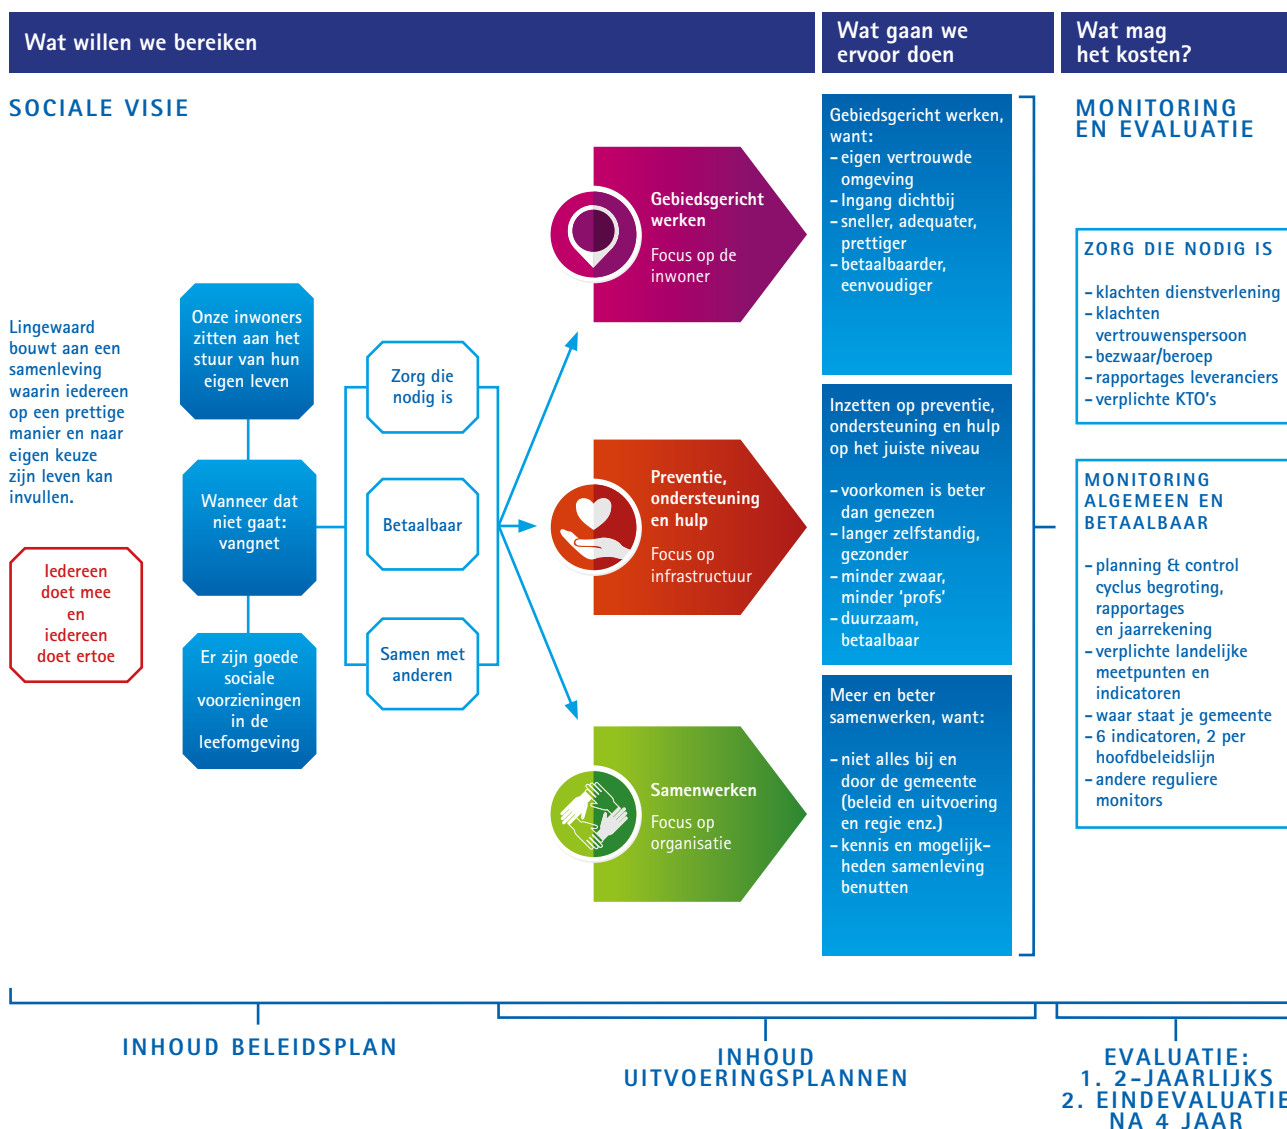 Wat willen we bereiken
Wat gaan we
ervoor doen
Wat mag
het kosten?
SOCIALE VISIE
Lingewaard
bouwt aan een
samenleving
waarin iedereen
op een prettige
manier en naar
eigen keuze
zijn leven kan
invullen.
Iedereen
doet mee
en
iedereen
doet ertoe
Onze inwoners
zitten aan het
stuur van hun
eigen leven
Wanneer dat
niet gaat:
vangnet
Er zijn goede
sociale
voorzieningen
in de
leefomgeving
Zorg die
nodig is
Betaalbaar
Samen met
anderen
Gebiedsgericht
werken
Focus op de
inwoner
Preventie,
ondersteuning
en hulp
Focus op
infrastructuur
Samenwerken
Focus op
organisatie
Gebiedsgericht werken,
want:
- eigen vertrouwde
omgeving
- Ingang dichtbij
- sneller, adequater,
prettiger
- betaalbaarder,
eenvoudiger
Inzetten op preventie,
ondersteuning en hulp
op het juiste niveau
- voorkomen is beter
dan genezen
- langer zelfstandig,
gezonder
- minder zwaar,
minder ‘profs’
- duurzaam,
betaalbaar
Meer en beter
samenwerken, want:
- niet alles bij en
door de gemeente
(beleid en uitvoering
en regie enz.)
- kennis en mogelijk-
heden samenleving
benutten
MONITORING
EN EVALUATIE
ZORG DIE NODIG IS
- klachten dienstverlening
- klachten
vertrouwenspersoon
- bezwaar/beroep
- rapportages leveranciers
- verplichte KTO's
MONITORING
ALGEMEEN EN
BETAALBAAR
- planning & control
cyclus begroting,
rapportages
en jaarrekening
- verplichte landelijke
meetpunten en
indicatoren
- waar staat je gemeente
- 6 indicatoren, 2 per
hoofdbeleidslijn
- andere reguliere
monitors
INHOUD BELEIDSPLAN
INHOUD
UITVOERINGSPLANNEN
EVALUATIE:
1. 2-JAARLIJKS
2. EINDEVALUATIE
NA 4 JAAR